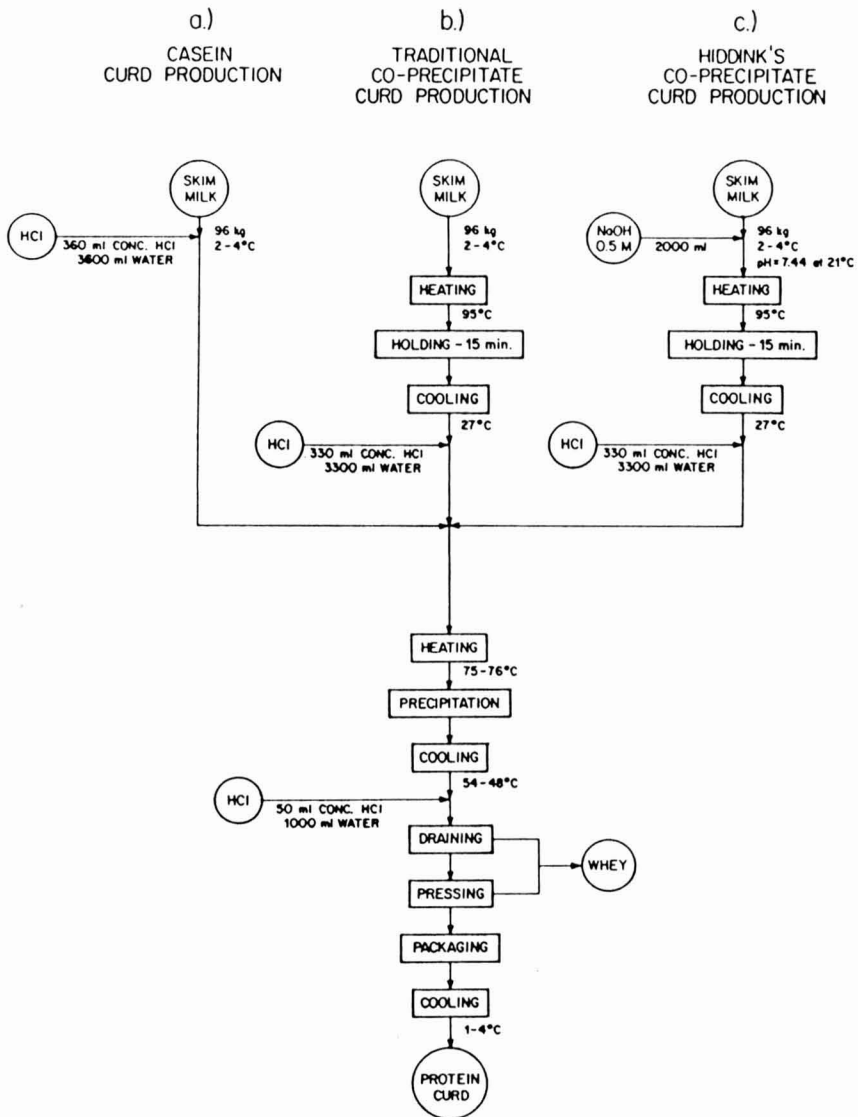 a.)
CASEIN
CURD PRODUCTION
b.)
TRADITIONAL
CO-PRECIPITATE
CURD PRODUCTION
c.)
HIDDINK'S
CO-PRECIPITATE
CURD PRODUCTION
SKIM
MILK
96 kg
2-4°C
HCl
360 ml CONC. HCl
3600 ml WATER
SKIM
MILK
96 kg
2-4°C
HEATING
95°C
HOLDING - 15 min.
COOLING
27°C
HCl
330 ml CONC. HCl
3300 ml WATER
SKIM
MILK
NaOH
0.5 M
2000 ml
96 kg
2-4°C
pH = 7.44 at 21°C
HEATING
95°C
HOLDING - 15 min.
COOLING
27°C
HCl
330 ml CONC. HCl
3300 ml WATER
HEATING
75-76°C
PRECIPITATION
COOLING
54-48°C
HCl
50 ml CONC. HCl
1000 ml WATER
DRAINING
WHEY
PRESSING
PACKAGING
COOLING
1-4°C
PROTEIN
CURD